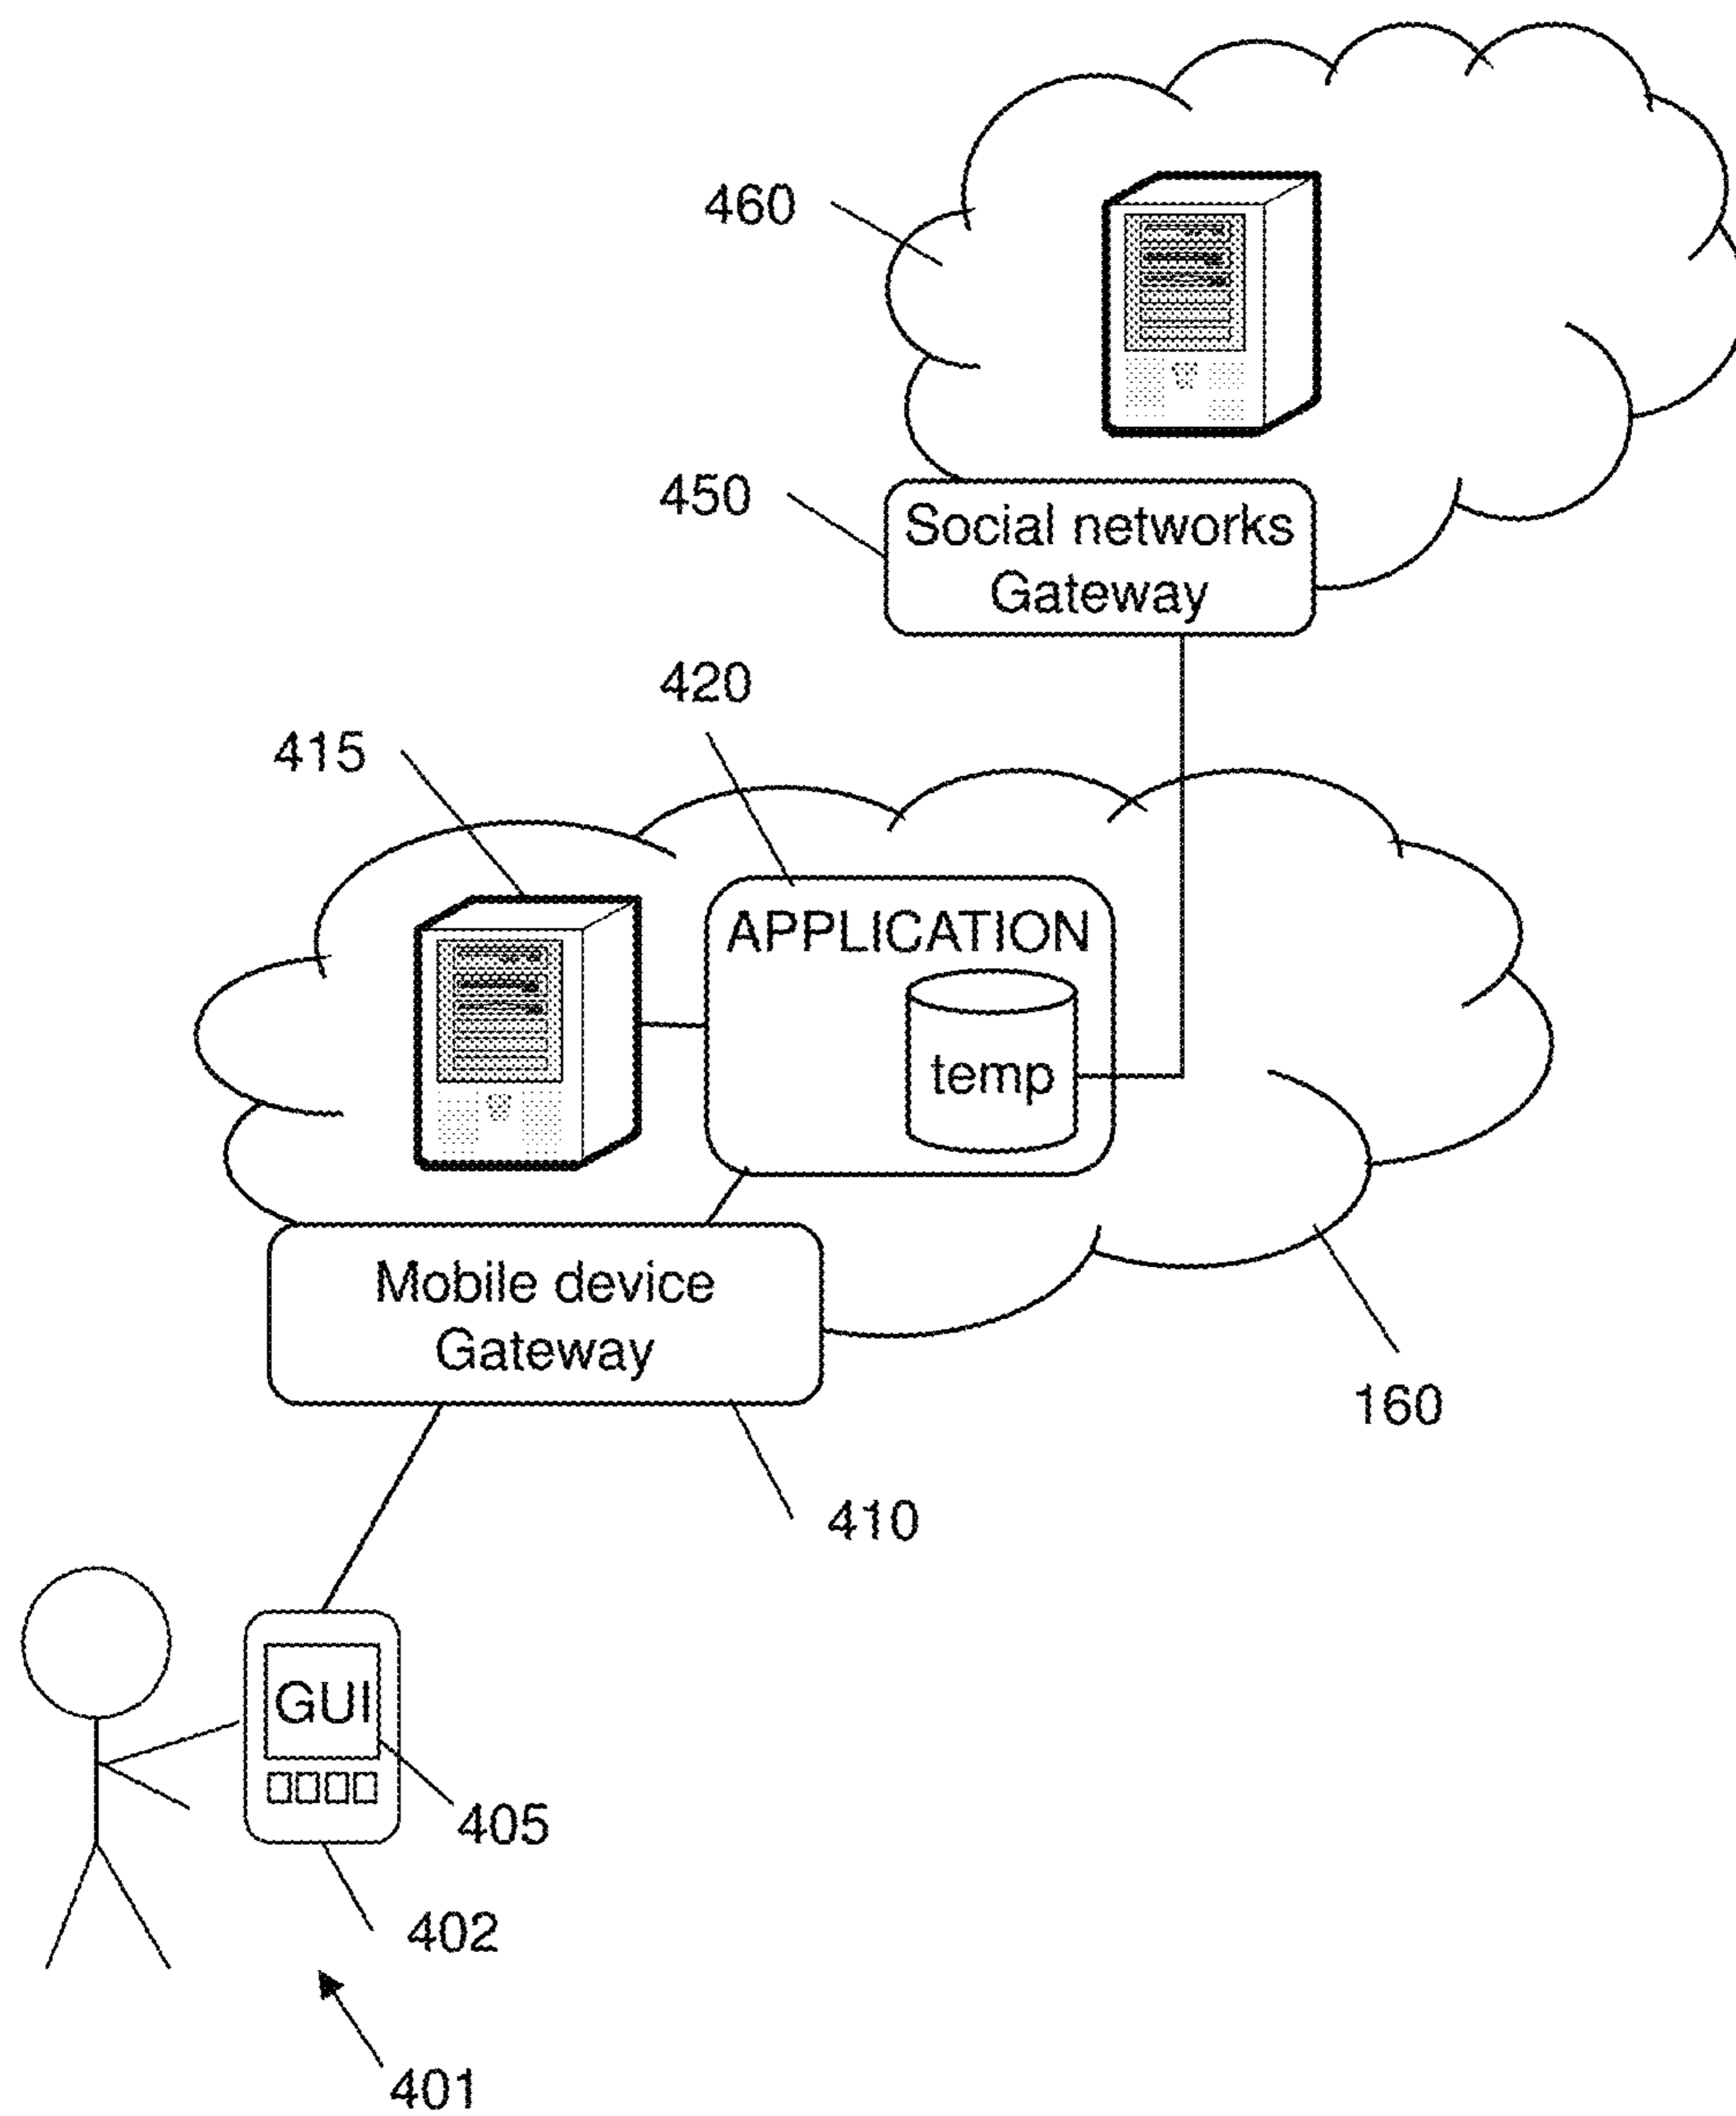 460
450
Social networks
Gateway
420
415
APPLICATION
temp
Mobile device
Gateway
160
410
GUI
405
402
401